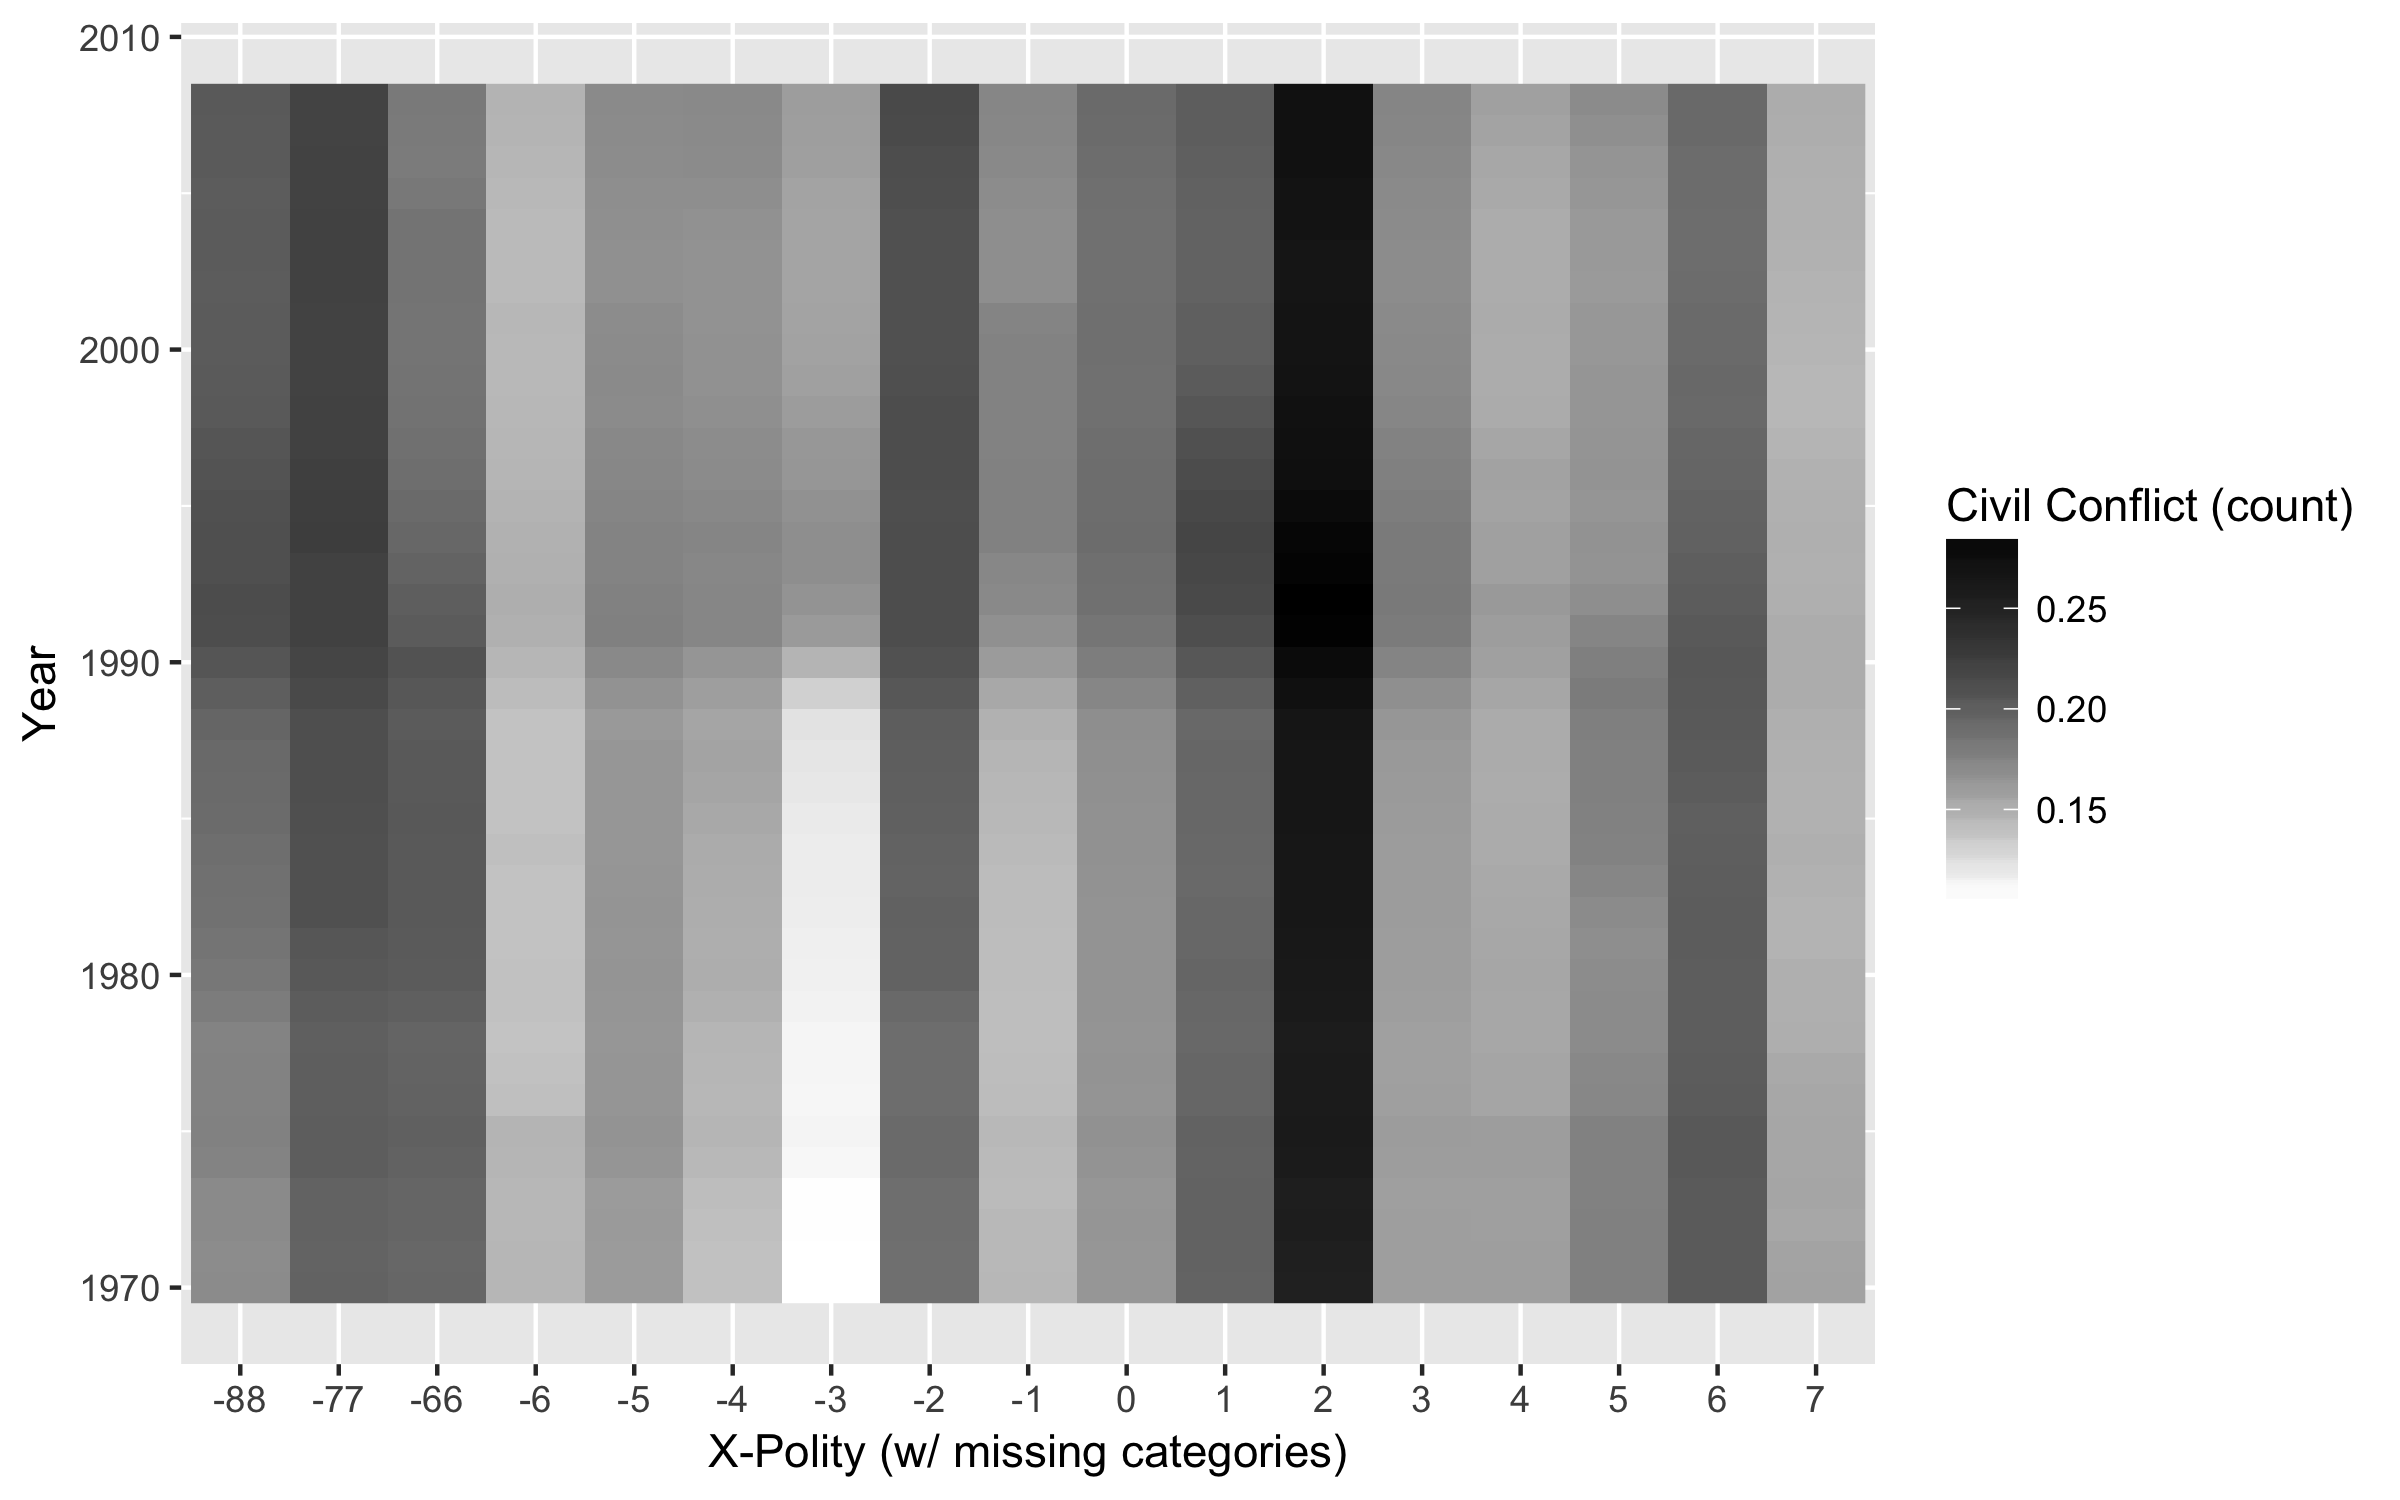 2010
2000
1990
1980
1970
Year
-88 -77 -66 -6 -5 -4 -3 -2 -1 0 1 2 3 4 5 6 7
X-Polity (w/ missing categories)
Civil Conflict (count)
0.25
0.20
0.15